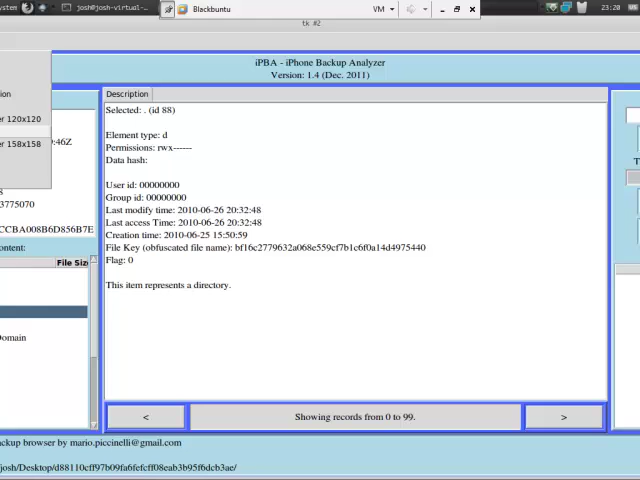 ystem
josh@josh-virtual-...
Blackbuntu
VM
23:20
tk #2
iPBA - iPhone Backup Analyzer
Version: 1.4 (Dec. 2011)
ion
er 120x120
er 158x158
:46Z
8
3775070
CCBA008B6D856B7E
ontent:
File Size
Domain
Description
Selected: . (id 88)
Element type: d
Permissions: rwx------
Data hash:
User id: 00000000
Group id: 00000000
Last modify time: 2010-06-26 20:32:48
Last access Time: 2010-06-26 20:32:48
Creation time: 2010-06-25 15:50:59
File Key (obfuscated file name): bf16c2779632a068e559cf7b1c6f0a14d4975440
Flag: 0
This item represents a directory.
<
Showing records from 0 to 99.
>
T
ackup browser by mario.piccinelli@gmail.com
josh/Desktop/d88110cff97b09fa6fefcff08eab3b95f6dcb3ae/